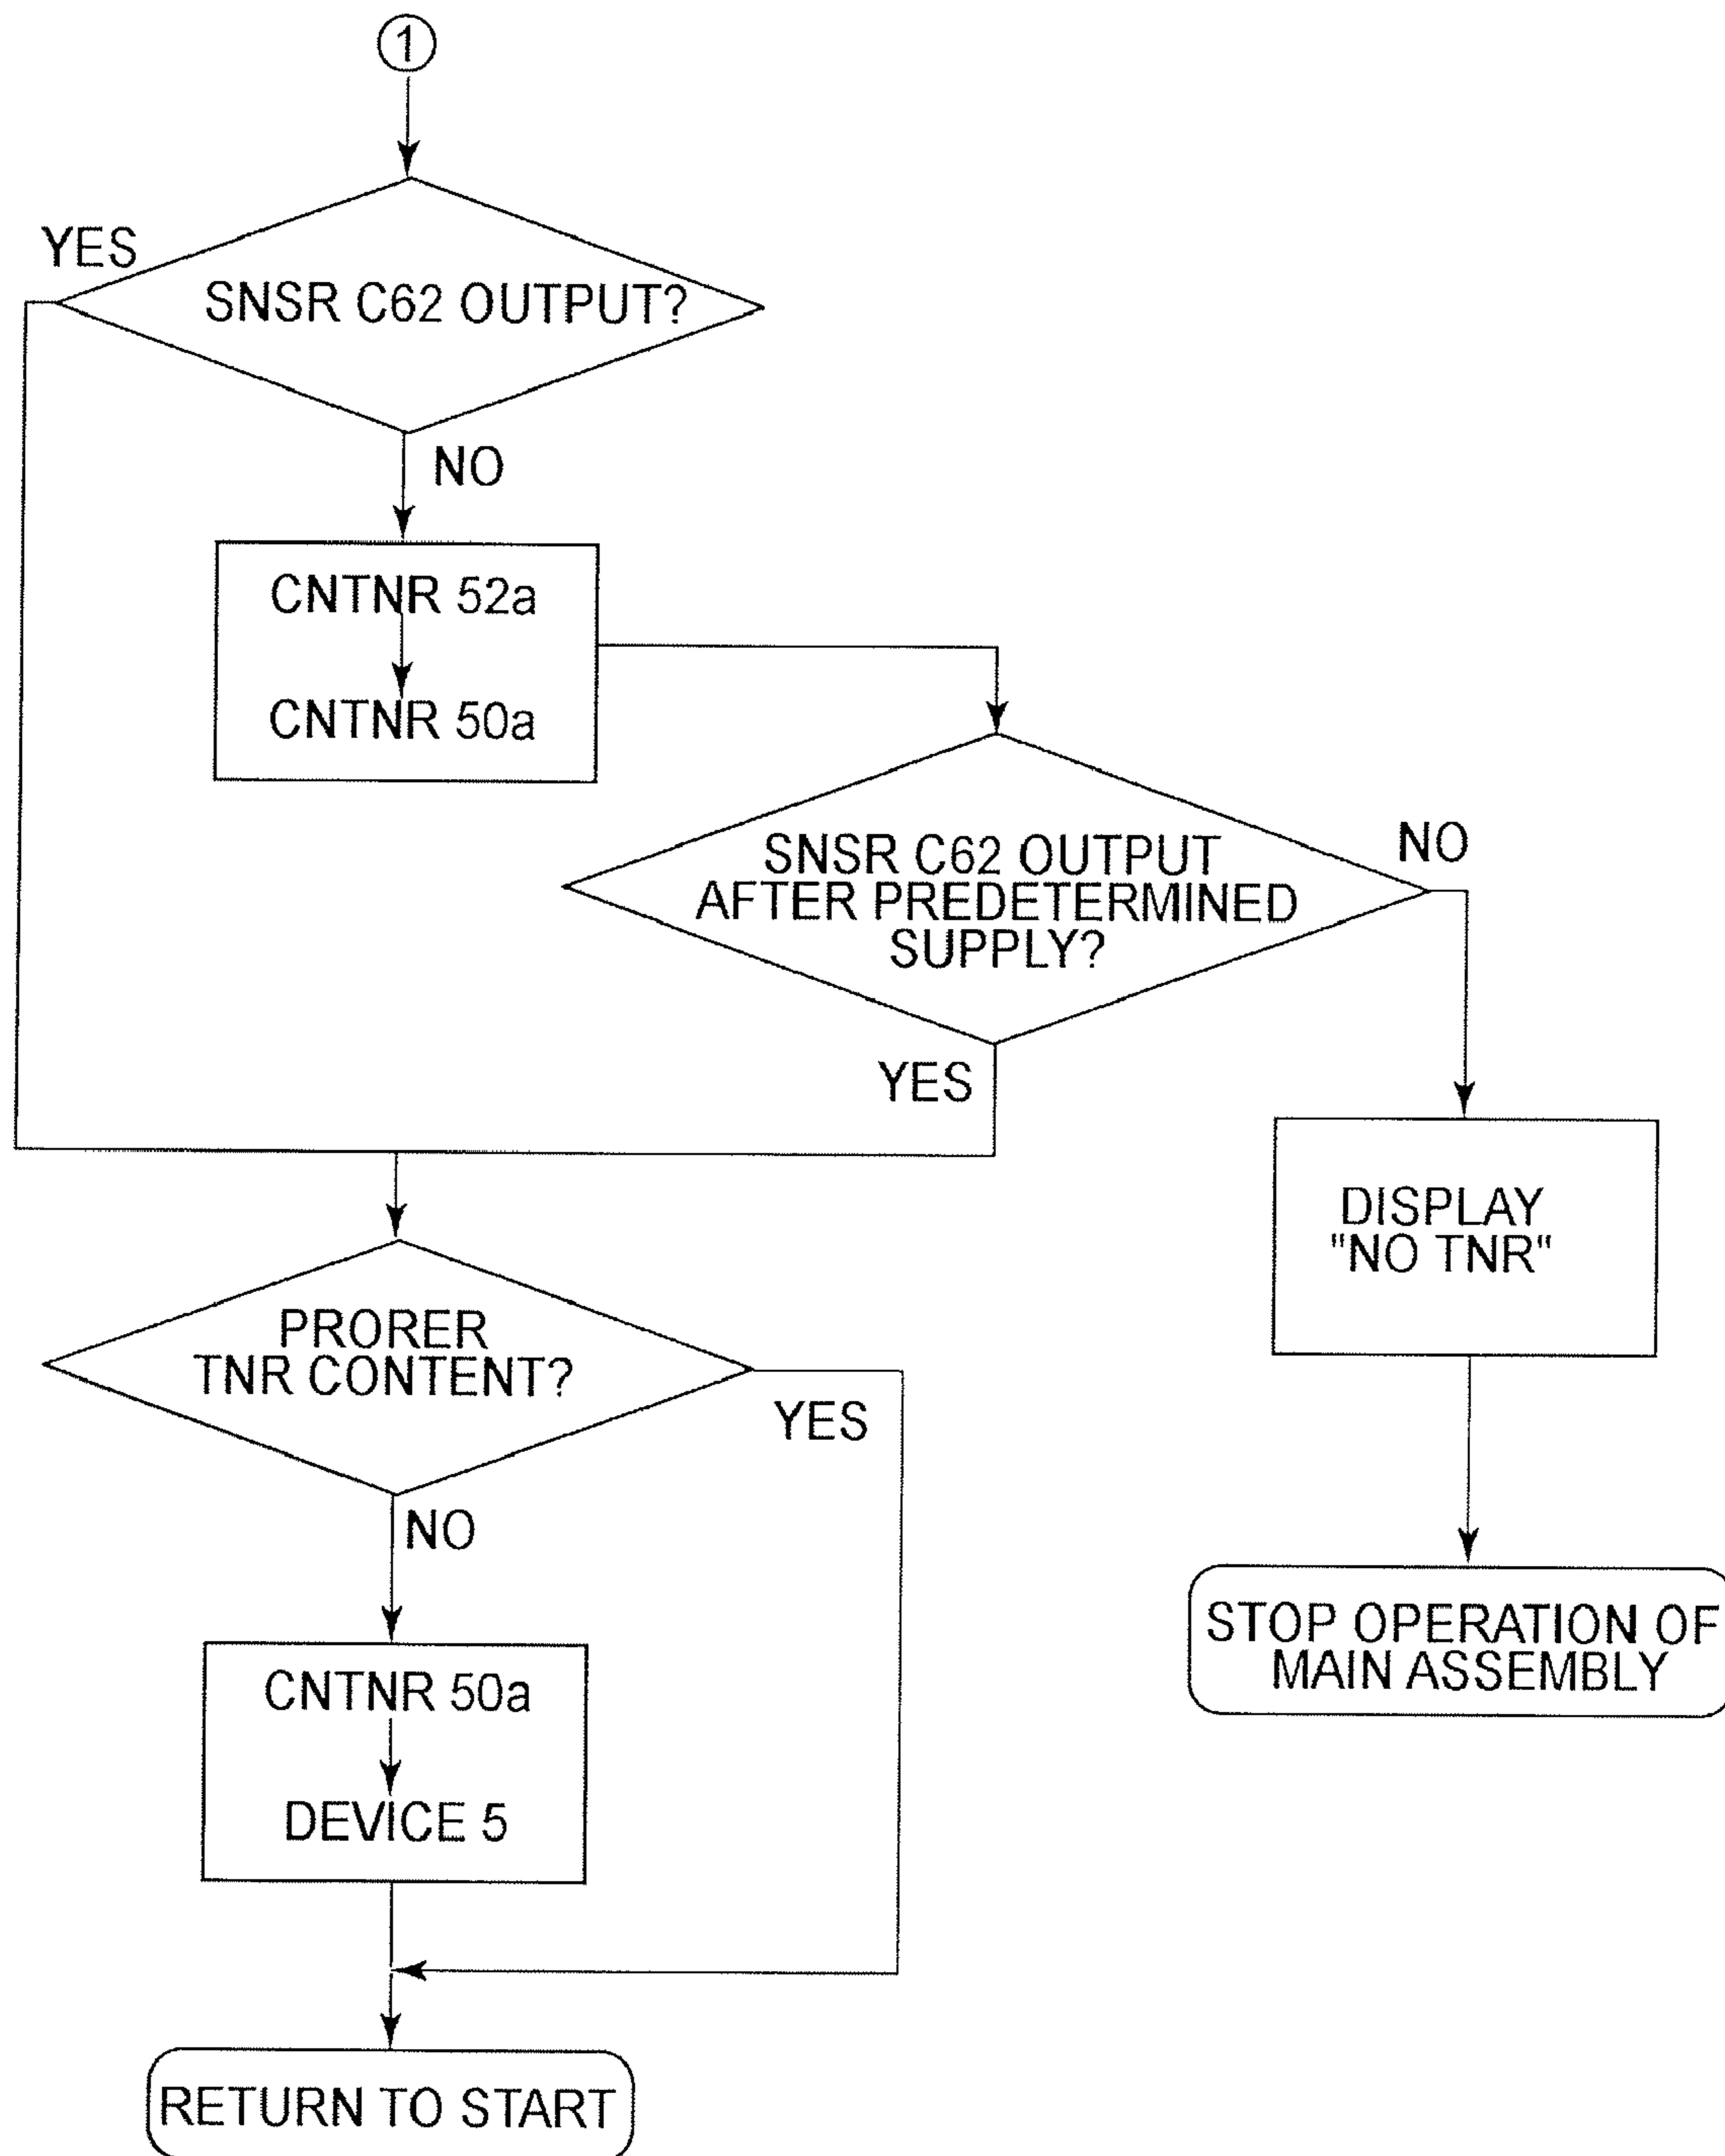 1
YES
SNSR C62 OUTPUT?
NO
CNTNR 52a
CNTNR 50a
SNSR C62 OUTPUT
AFTER PREDETERMINED
SUPPLY?
NO
YES
DISPLAY
"NO TNR"
PRORER
TNR CONTENT?
YES
NO
STOP OPERATION OF
MAIN ASSEMBLY
CNTNR 50a
DEVICE 5
RETURN TO START